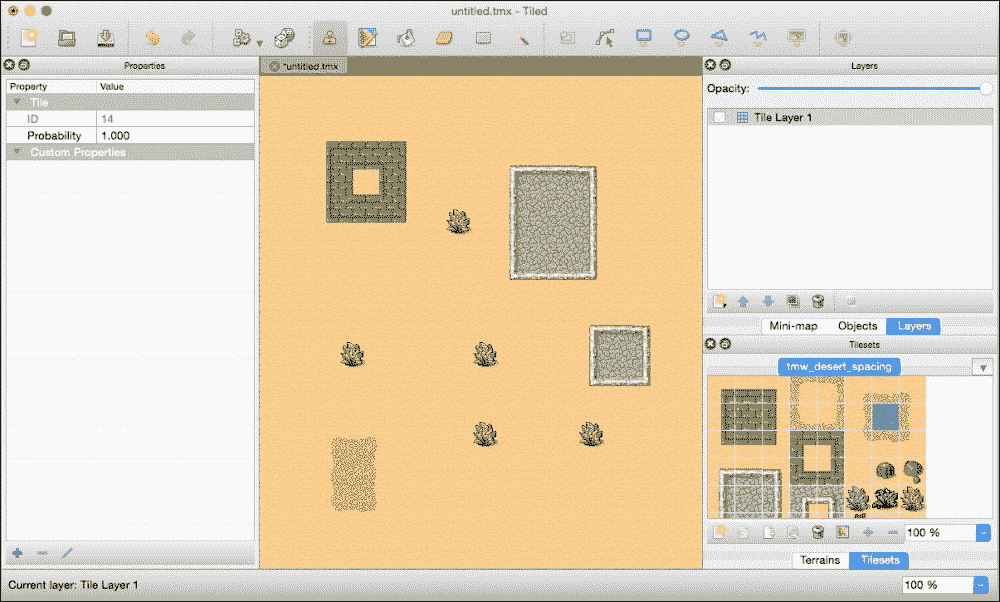 untitled.tmx - Tiled
Properties
*untitled.tmx
Layers
Property Value
Tile
ID 14
Probability 1.000
Custom Properties
Opacity:
Tile Layer 1
Mini-map Objects Layers
Tilesets
tmw_desert_spacing
100 %
Terrains Tilesets
Current layer: Tile Layer 1
100 %